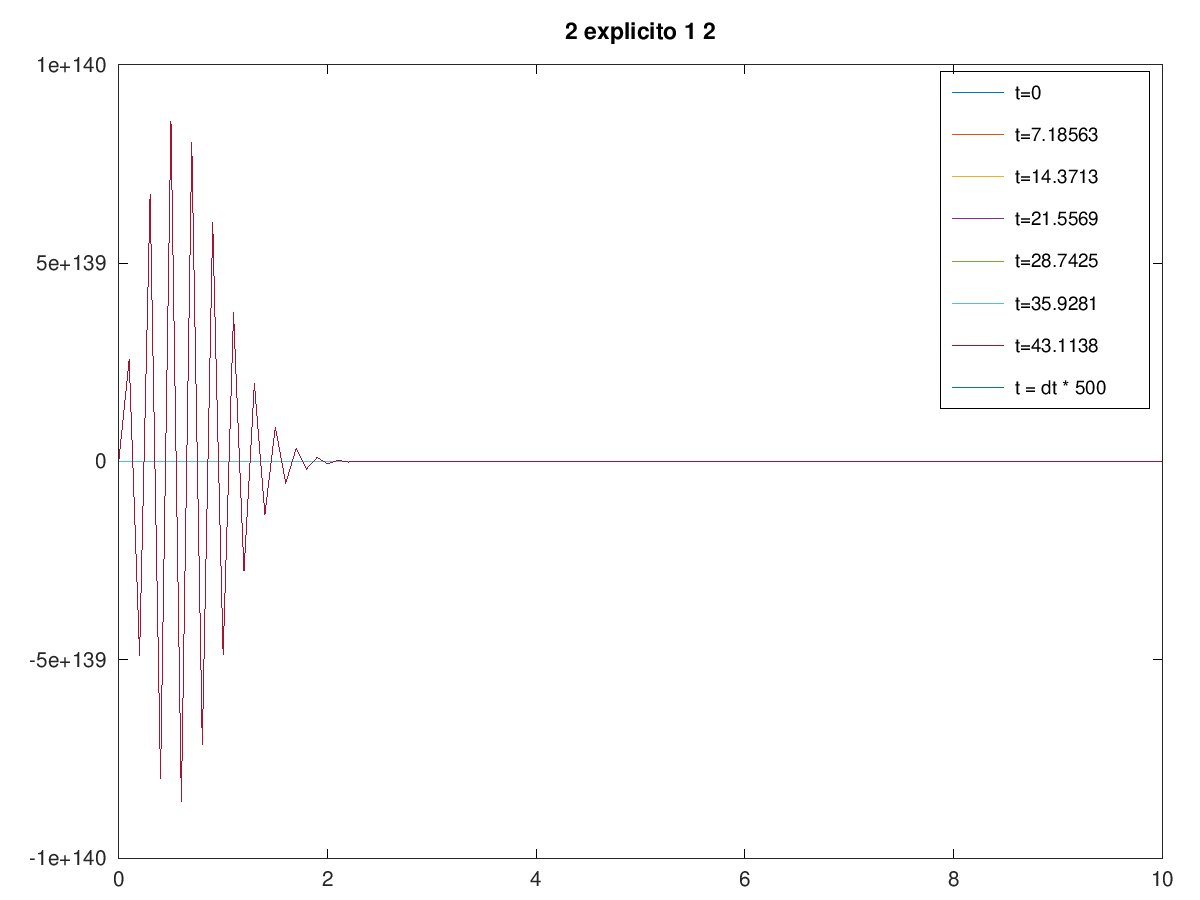 2 explicito 1 2
1e+140
5e+139
0
-5e+139
-1e+140
0
2
4
6
8
10
t=0
t=7.18563
t=14.3713
t=21.5569
t=28.7425
t=35.9281
t=43.1138
t = dt * 500